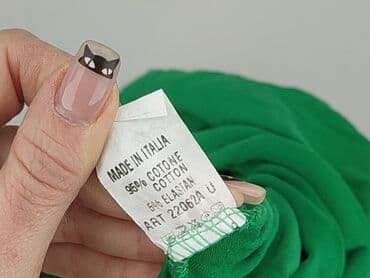 MADE IN ITALIA
95% COTONE
COTTON
5% ELASTAN
ART 22062A U